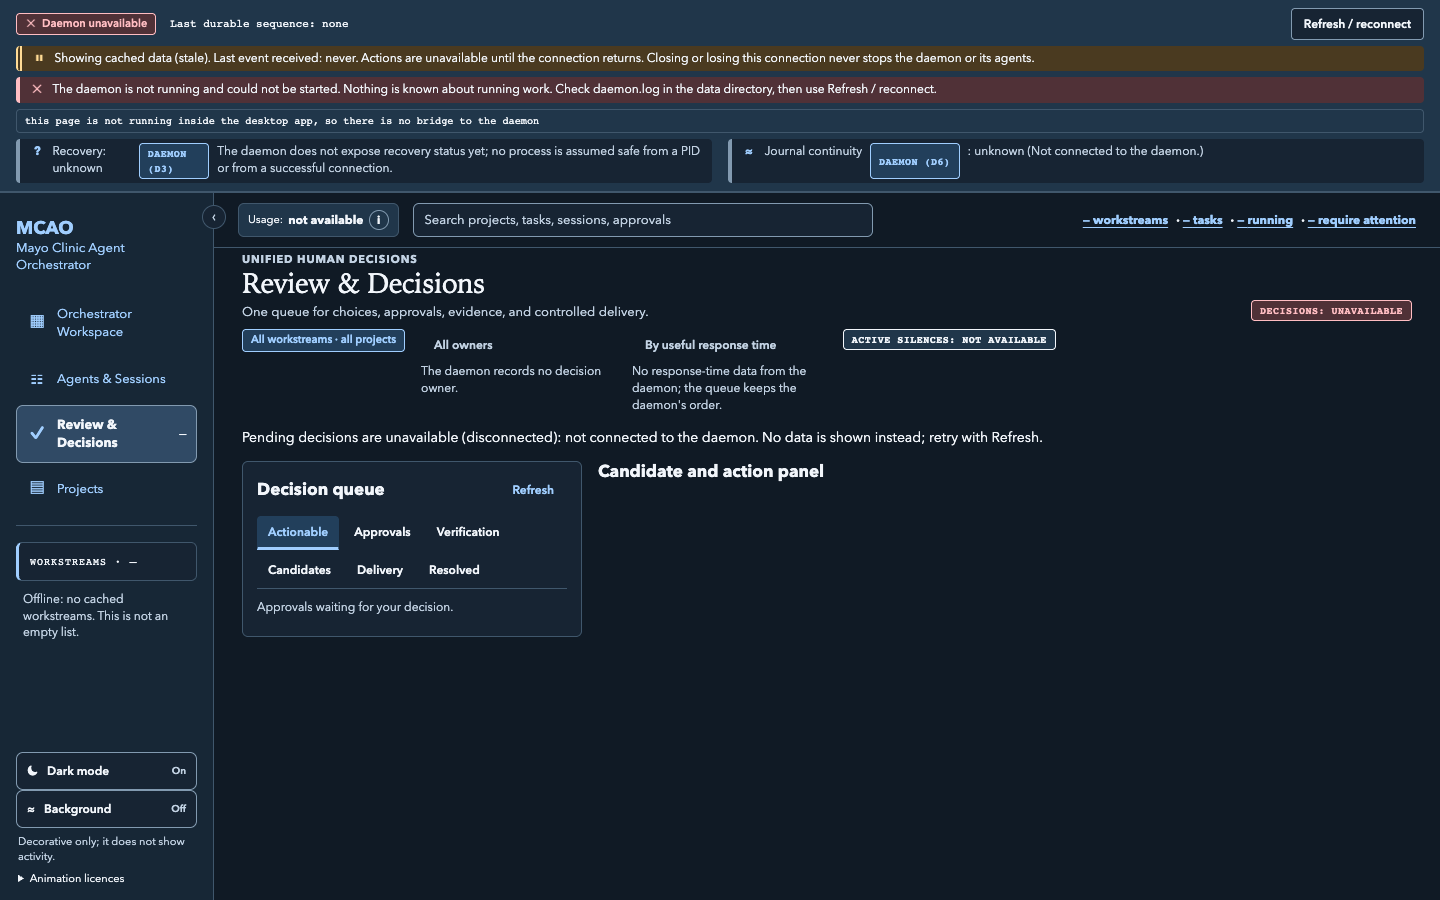 Daemon unavailable
Last durable sequence: none
Refresh / reconnect
Showing cached data (stale). Last event received: never. Actions are unavailable until the connection returns. Closing or losing this connection never stops the daemon or its agents.
The daemon is not running and could not be started. Nothing is known about running work. Check daemon.log in the data directory, then use Refresh / reconnect.
this page is not running inside the desktop app, so there is no bridge to the daemon
? Recovery:
unknown
DAEMON
(D3)
The daemon does not expose recovery status yet; no process is assumed safe from a PID
or from a successful connection.
≈ Journal continuity
DAEMON (D6)
: unknown (Not connected to the daemon.)
MCAO
Mayo Clinic Agent
Orchestrator
Orchestrator
Workspace
Agents & Sessions
Review &
Decisions
–
Projects
WORKSTREAMS · —
Offline: no cached
workstreams. This is not an
empty list.
Dark mode
On
≈ Background
Off
Decorative only; it does not show
activity.
Animation licences
‹
Usage: not available i
Search projects, tasks, sessions, approvals
– workstreams · – tasks · – running · – require attention
UNIFIED HUMAN DECISIONS
Review & Decisions
One queue for choices, approvals, evidence, and controlled delivery.
DECISIONS: UNAVAILABLE
All workstreams · all projects
All owners
The daemon records no decision
owner.
By useful response time
No response-time data from the
daemon; the queue keeps the
daemon's order.
ACTIVE SILENCES: NOT AVAILABLE
Pending decisions are unavailable (disconnected): not connected to the daemon. No data is shown instead; retry with Refresh.
Decision queue
Refresh
Actionable
Approvals
Verification
Candidates
Delivery
Resolved
Approvals waiting for your decision.
Candidate and action panel